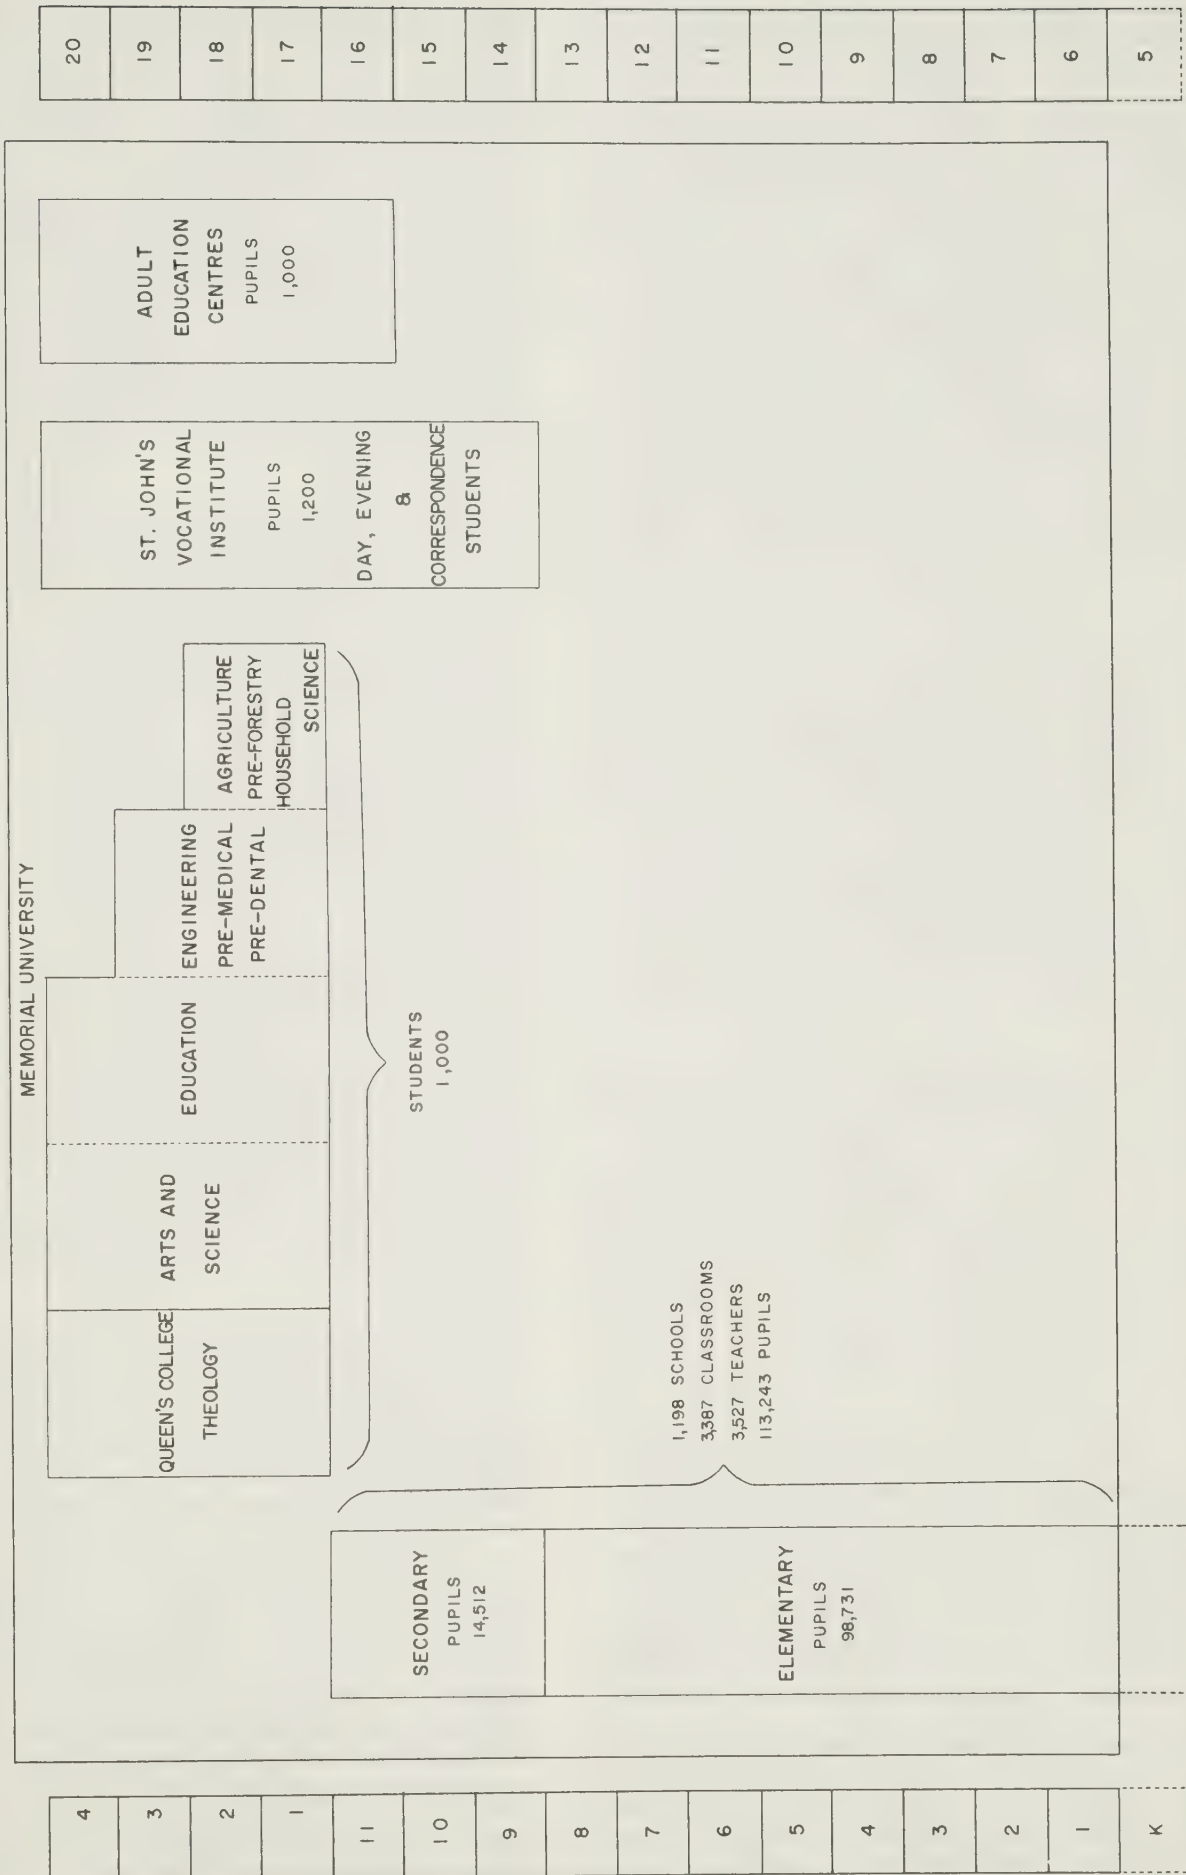 4
3
2
1
11
10
9
8
7
6
5
4
3
2
1
K
MEMORIAL UNIVERSITY
QUEEN'S COLLEGE
THEOLOGY
ARTS AND
SCIENCE
EDUCATION
ENGINEERING
PRE-MEDICAL
PRE-DENTAL
AGRICULTURE
PRE-FORESTRY
HOUSEHOLD
SCIENCE
STUDENTS
1,000
ST. JOHN'S
VOCATIONAL
INSTITUTE
PUPILS
1,200
DAY, EVENING
&
CORRESPONDENCE
STUDENTS
ADULT
EDUCATION
CENTRES
PUPILS
1,000
SECONDARY
PUPILS
14,512
ELEMENTARY
PUPILS
98,731
1,198 SCHOOLS
3,387 CLASSROOMS
3,527 TEACHERS
113,243 PUPILS
20
19
18
17
16
15
14
13
12
11
10
9
8
7
6
5